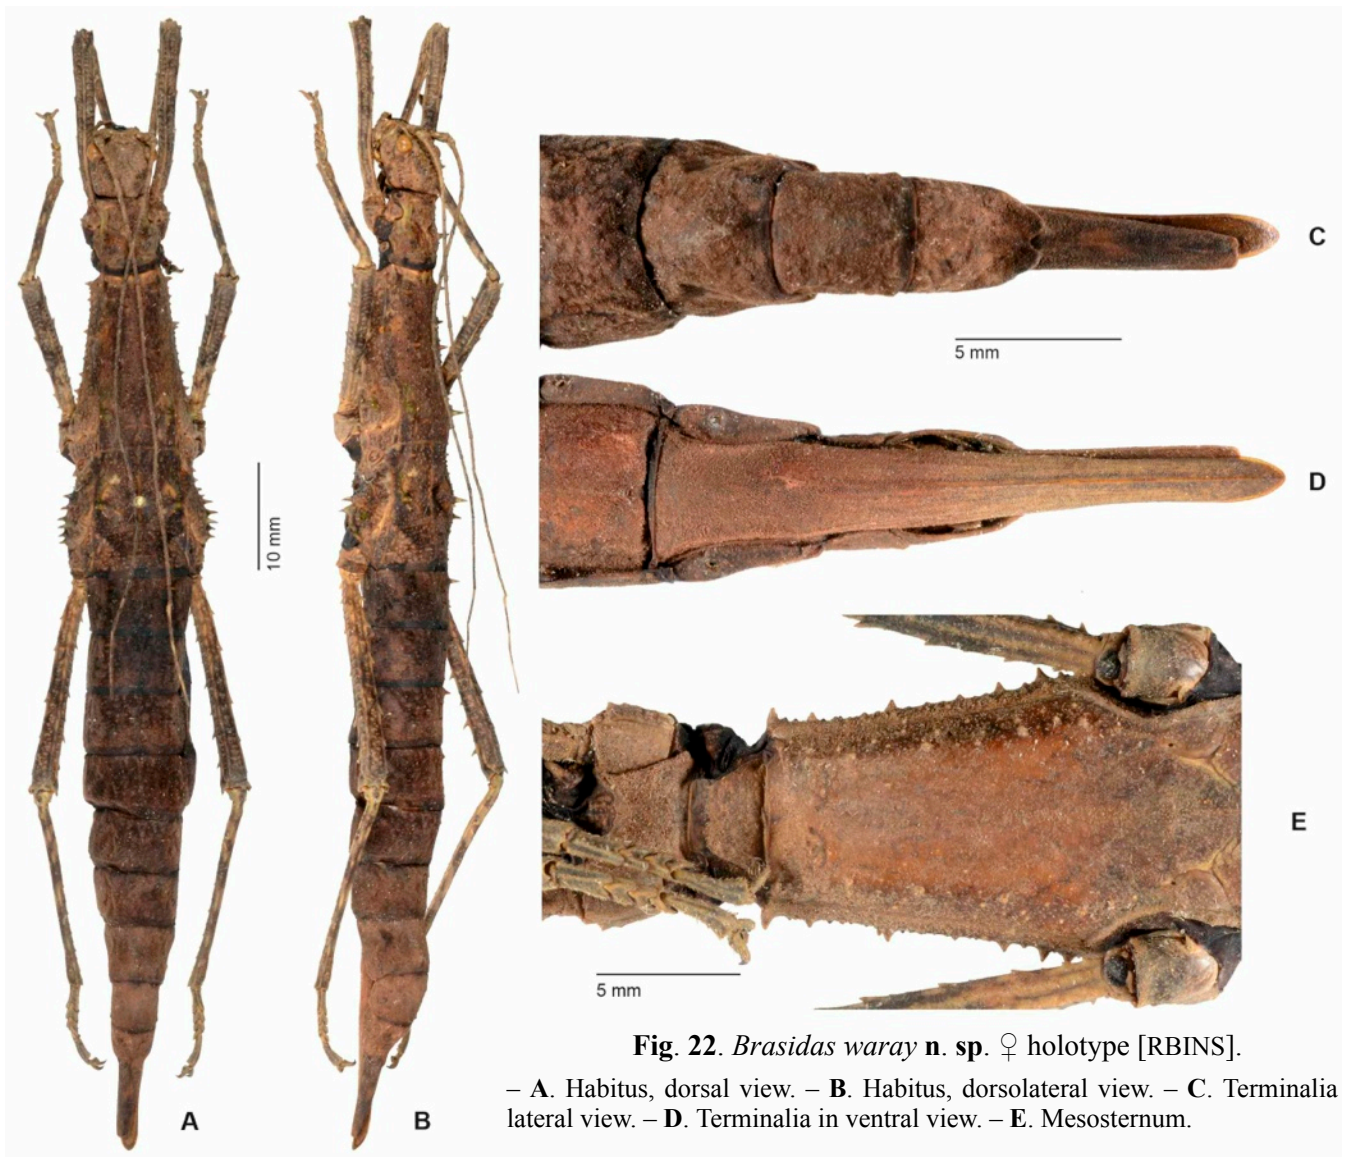 C
5 mm
D
10 mm
E
5 mm
A
B
Fig. 22. Brasidas waray n. sp. ♀ holotype [RBINS].
– A. Habitus, dorsal view. – B. Habitus, dorsolateral view. – C. Terminalia
lateral view. – D. Terminalia in ventral view. – E. Mesosternum.